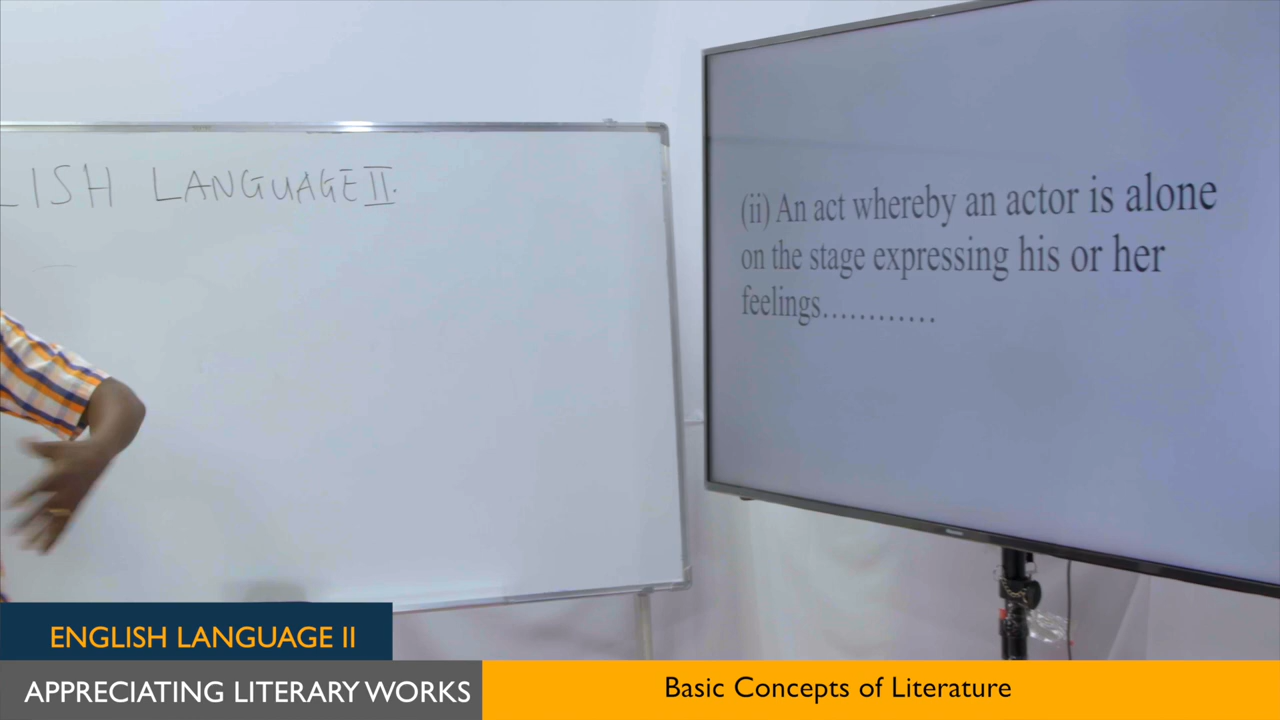 LISH LANGUAGE II.
(ii) An act whereby an actor is alone
on the stage expressing his or her
feelings............
ENGLISH LANGUAGE II
APPRECIATING LITERARY WORKS
Basic Concepts of Literature